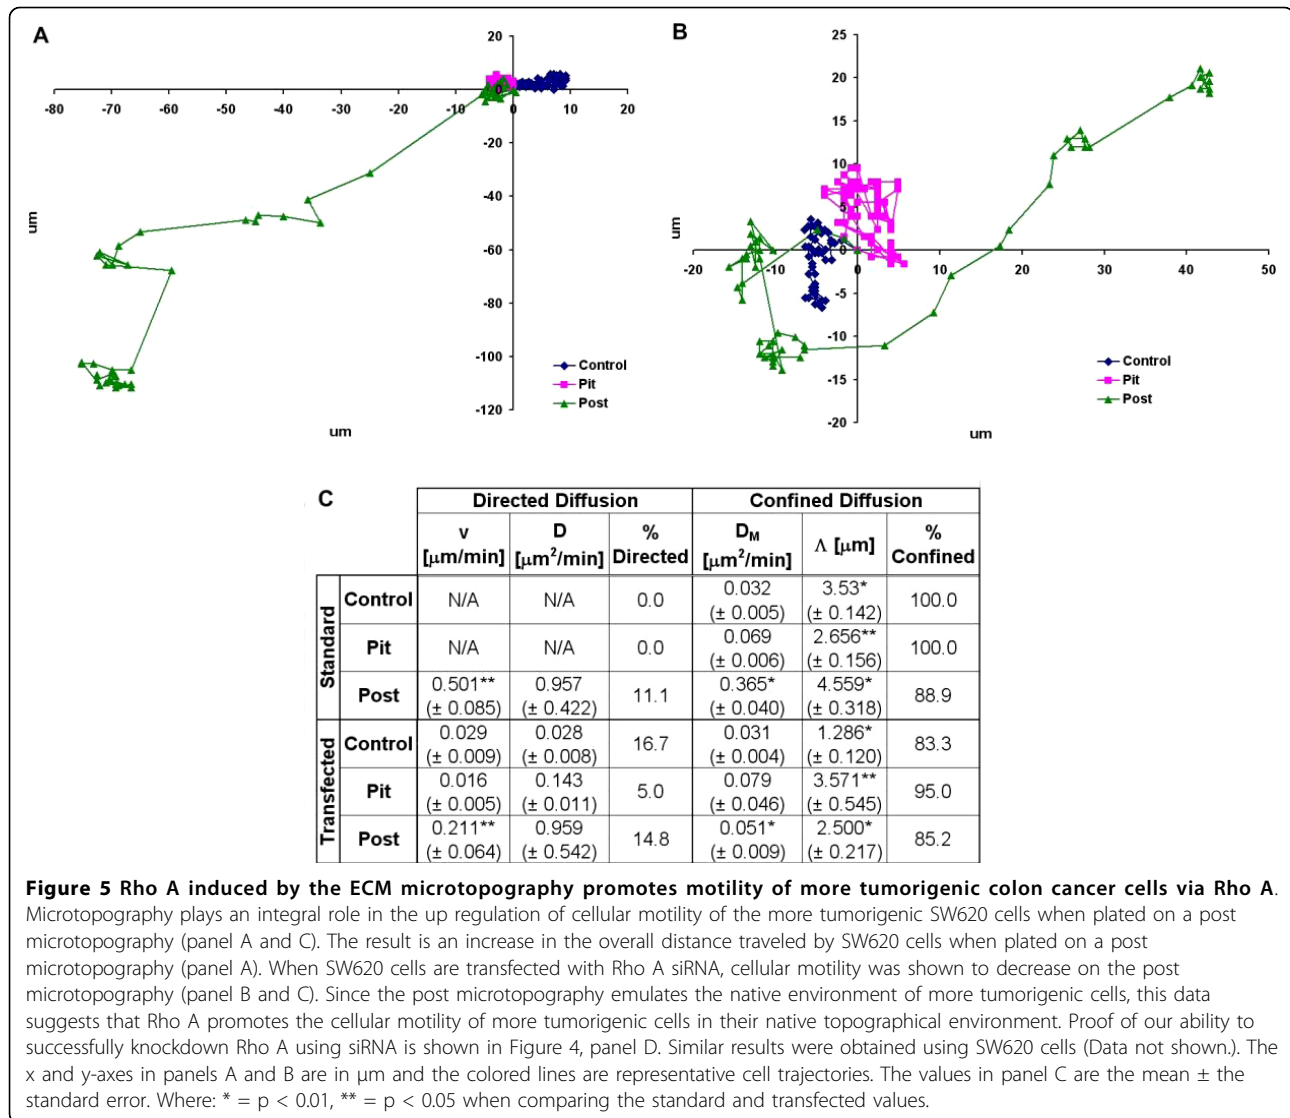 A
20
0
-80 -70 -60 -50 -40 -30 -20 -10 0 10 20
-20
-40
-60
-80
-100
-120
um
um
Control
Pit
Post
B
25
20
15
10
5
0
-20 -10 0 10 20 30 40 50
-5
-10
-15
-20
um
um
Control
Pit
Post
C
Directed Diffusion Confined Diffusion
v D % D_M Λ [μm] %
[μm/min] [μm²/min] Directed [μm²/min] Confined
Standard
Control N/A N/A 0.0 0.032 3.53* 100.0
(± 0.005) (± 0.142)
Pit N/A N/A 0.0 0.069 2.656** 100.0
(± 0.006) (± 0.156)
Post 0.501** 0.957 11.1 0.365* 4.559* 88.9
(± 0.085) (± 0.422) (± 0.040) (± 0.318)
Transfected
Control 0.029 0.028 16.7 0.031 1.286* 83.3
(± 0.009) (± 0.008) (± 0.004) (± 0.120)
Pit 0.016 0.143 5.0 0.079 3.571** 95.0
(± 0.005) (± 0.011) (± 0.046) (± 0.545)
Post 0.211** 0.959 14.8 0.051* 2.500* 85.2
(± 0.064) (± 0.542) (± 0.009) (± 0.217)
Figure 5 Rho A induced by the ECM microtopography promotes motility of more tumorigenic colon cancer cells via Rho A.
Microtopography plays an integral role in the up regulation of cellular motility of the more tumorigenic SW620 cells when plated on a post
microtopography (panel A and C). The result is an increase in the overall distance traveled by SW620 cells when plated on a post
microtopography (panel A). When SW620 cells are transfected with Rho A siRNA, cellular motility was shown to decrease on the post
microtopography (panel B and C). Since the post microtopography emulates the native environment of more tumorigenic cells, this data
suggests that Rho A promotes the cellular motility of more tumorigenic cells in their native topographical environment. Proof of our ability to
successfully knockdown Rho A using siRNA is shown in Figure 4, panel D. Similar results were obtained using SW620 cells (Data not shown.). The
x and y-axes in panels A and B are in μm and the colored lines are representative cell trajectories. The values in panel C are the mean ± the
standard error. Where: * = p < 0.01, ** = p < 0.05 when comparing the standard and transfected values.